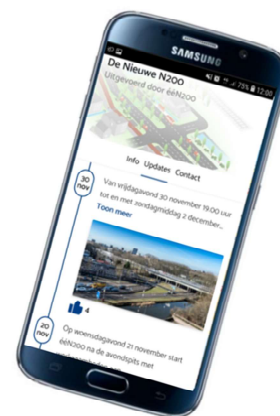 SAMSUNG
75% 12:00
De Nieuwe N200
Uitgevoerd door éénN200
Info Updates Contact
30
nov
Van vrijdagavond 30 november 19.00 uur
tot en met zondagmiddag 2 december...
Toon meer
4
20
nov
Op woensdagavond 21 november start
éénN200 na de avondspits met